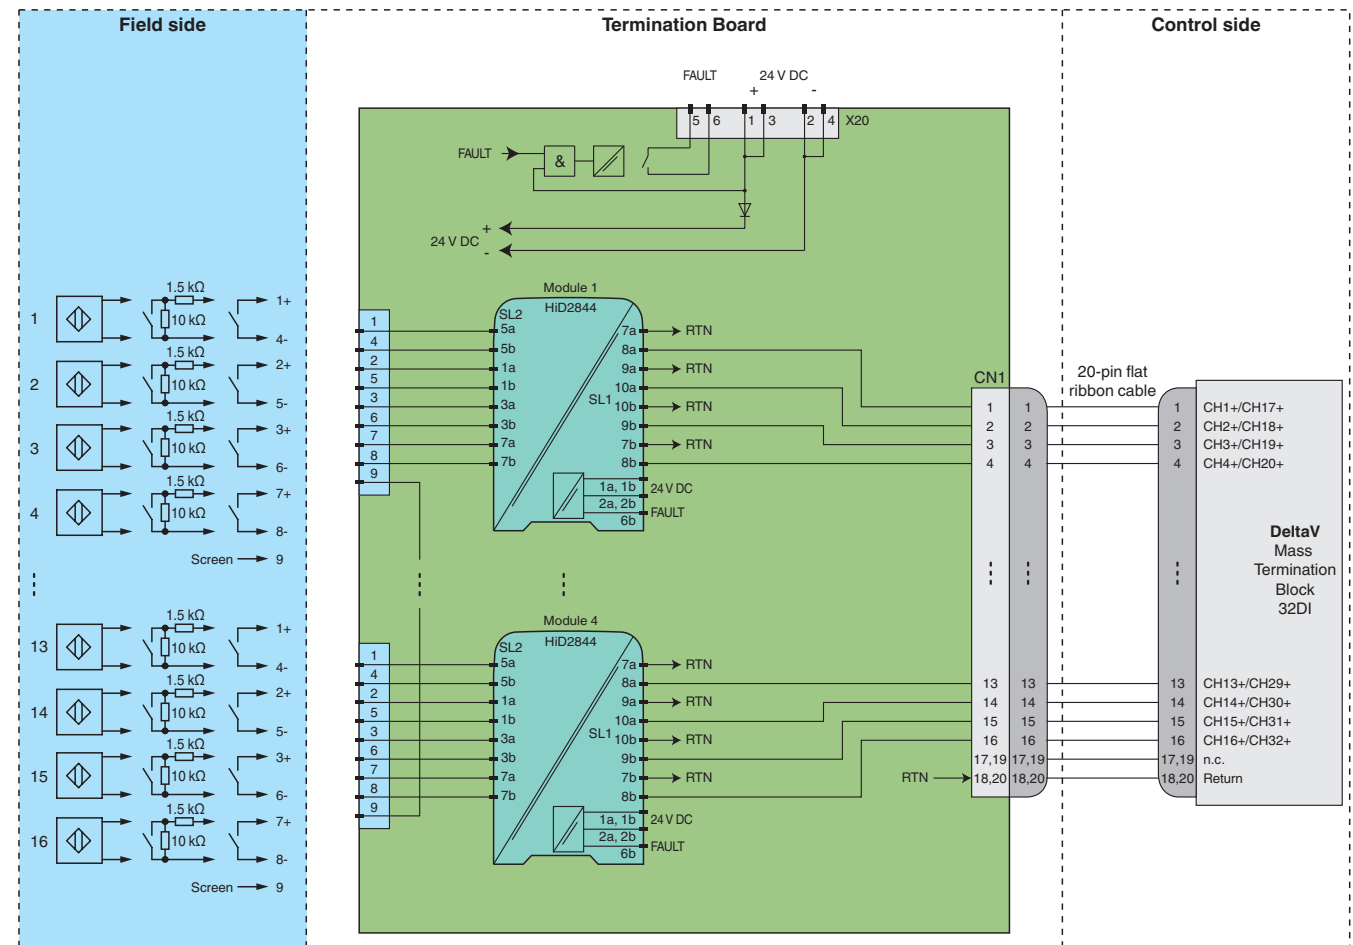 Field side
Termination Board
Control side
FAULT
24 V DC
+
-
5
6
1
3
2
4
X20
FAULT
&
+
24 V DC
-
1
1.5 kΩ
10 kΩ
1+
4-
2
1.5 kΩ
10 kΩ
2+
5-
3
1.5 kΩ
10 kΩ
3+
6-
4
1.5 kΩ
10 kΩ
7+
8-
Screen
9
13
1.5 kΩ
10 kΩ
1+
4-
14
1.5 kΩ
10 kΩ
2+
5-
15
1.5 kΩ
10 kΩ
3+
6-
16
1.5 kΩ
10 kΩ
7+
8-
Screen
9
1
4
2
5
3
6
7
8
9
Module 1
HiD2844
SL2
5a
5b
1a
1b
3a
3b
7a
7b
SL1
7a
8a
9a
10a
10b
9b
7b
8b
RTN
RTN
RTN
RTN
1a, 1b
24 V DC
2a, 2b
FAULT
6b
1
4
2
5
3
6
7
8
9
Module 4
HiD2844
SL2
5a
5b
1a
1b
3a
3b
7a
7b
SL1
7a
8a
9a
10a
10b
9b
7b
8b
RTN
RTN
RTN
RTN
1a, 1b
24 V DC
2a, 2b
FAULT
6b
CN1
1
2
3
4
13
14
15
16
17,19
18,20
RTN
1
2
3
4
13
14
15
16
17,19
18,20
20-pin flat
ribbon cable
1
2
3
4
13
14
15
16
17,19
18,20
CH1+/CH17+
CH2+/CH18+
CH3+/CH19+
CH4+/CH20+
DeltaV
Mass
Termination
Block
32DI
CH13+/CH29+
CH14+/CH30+
CH15+/CH31+
CH16+/CH32+
n.c.
Return